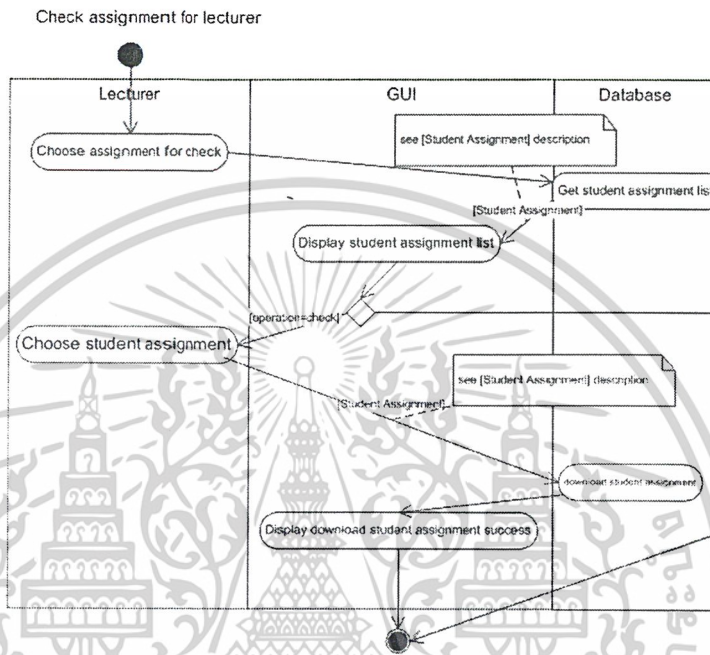 Check assignment for lecturer
Lecturer
GUI
Database
see [Student Assignment] description
Choose assignment for check
Get student assignment lis
[Student Assignment]
Display student assignment list
[operation=check]
Choose student assignment
see [Student Assignment] description
[Student Assignment]
download student assignment
Display download student assignment success